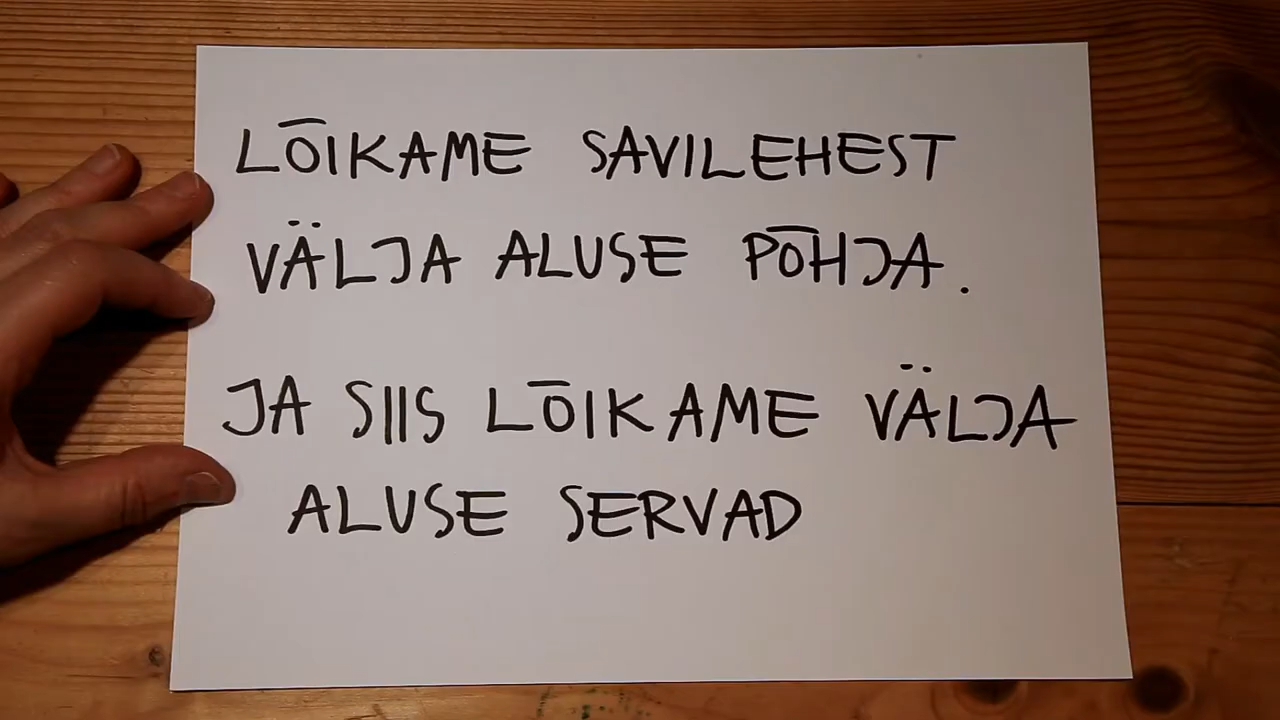 LÕIKAME SAVILEHEST
VÄLJA ALUSE PÕHJA.
JA SIIS LÕIKAME VÄLJA
ALUSE SERVAD